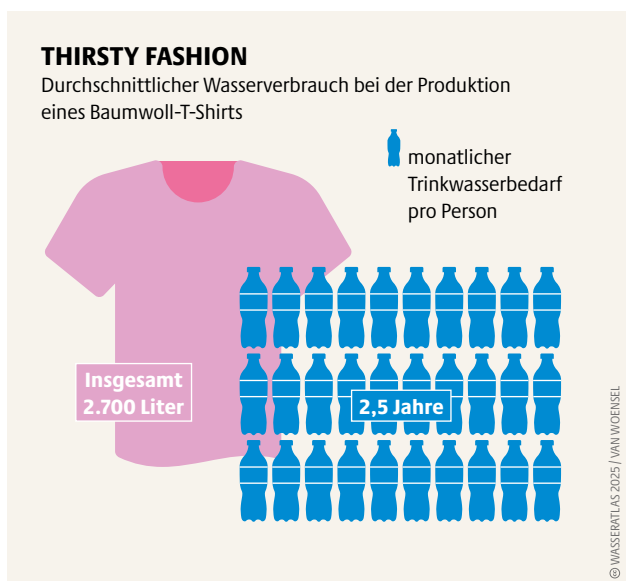 THIRSTY FASHION
Durchschnittlicher Wasserverbrauch bei der Produktion
eines Baumwoll-T-Shirts
monatlicher
Trinkwasserbedarf
pro Person
Insgesamt
2.700 Liter
2,5 Jahre
© WASSERATLAS 2025 / VAN WOENSEL